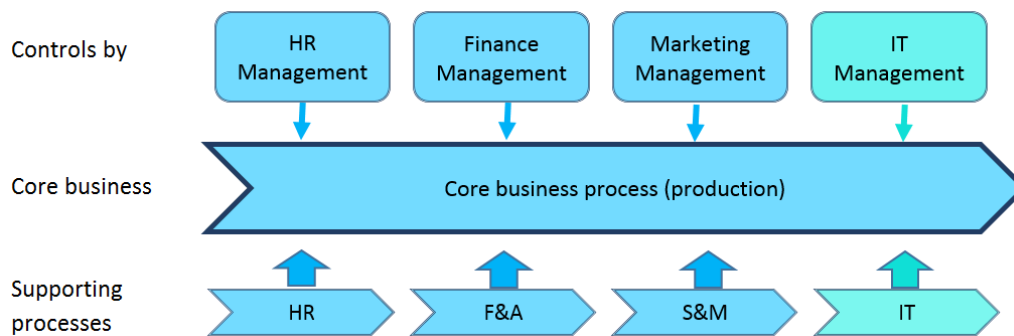 Controls by
HR
Management
Finance
Management
Marketing
Management
IT
Management
Core business
Core business process (production)
Supporting
processes
HR
F&A
S&M
IT